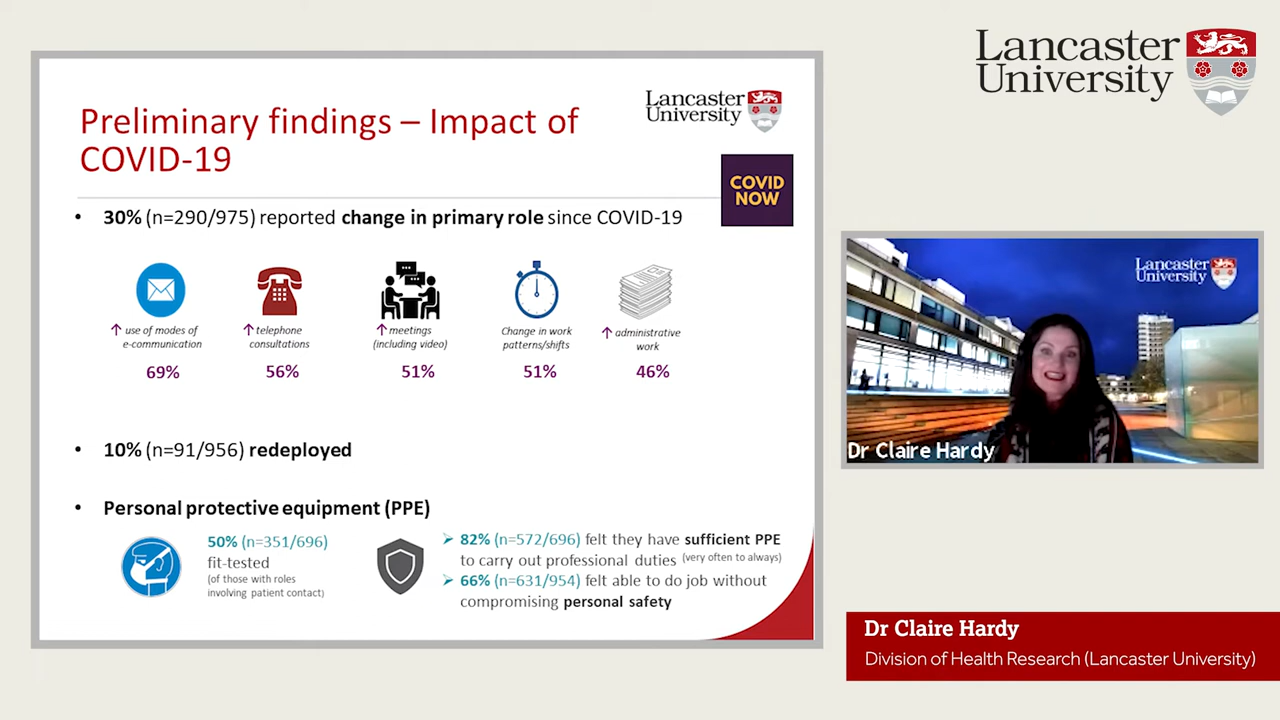 Lancaster
University
Preliminary findings – Impact of
COVID-19
Lancaster
University
COVID
NOW
• 30% (n=290/975) reported change in primary role since COVID-19
↑ use of modes of
e-communication
69%
↑ telephone
consultations
56%
↑ meetings
(including video)
51%
Change in work
patterns/shifts
51%
↑ administrative
work
46%
• 10% (n=91/956) redeployed
• Personal protective equipment (PPE)
50% (n=351/696)
fit-tested
(of those with roles
involving patient contact)
➢ 82% (n=572/696) felt they have sufficient PPE
to carry out professional duties (very often to always)
➢ 66% (n=631/954) felt able to do job without
compromising personal safety
Lancaster
University
Dr Claire Hardy
Dr Claire Hardy
Division of Health Research (Lancaster University)